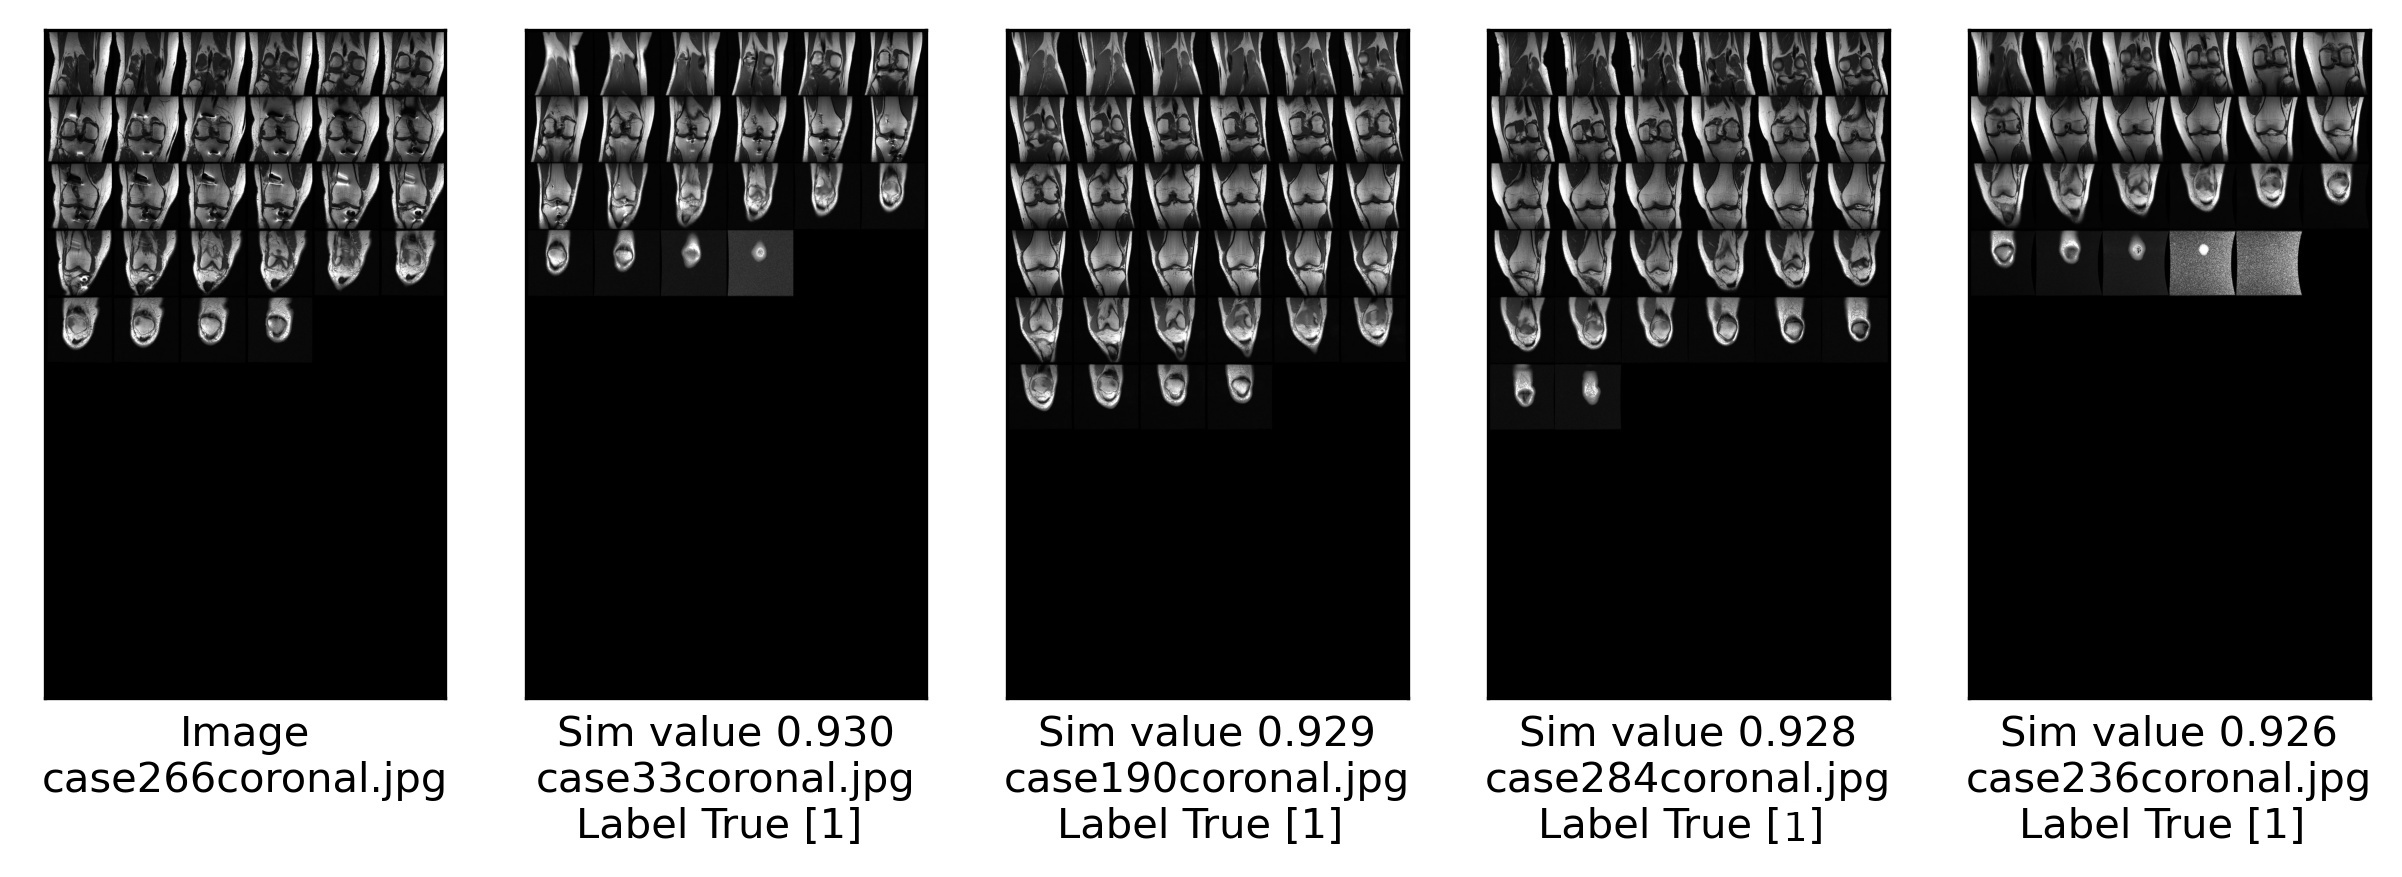 Image
case266coronal.jpg
Sim value 0.930
case33coronal.jpg
Label True [1]
Sim value 0.929
case190coronal.jpg
Label True [1]
Sim value 0.928
case284coronal.jpg
Label True [1]
Sim value 0.926
case236coronal.jpg
Label True [1]